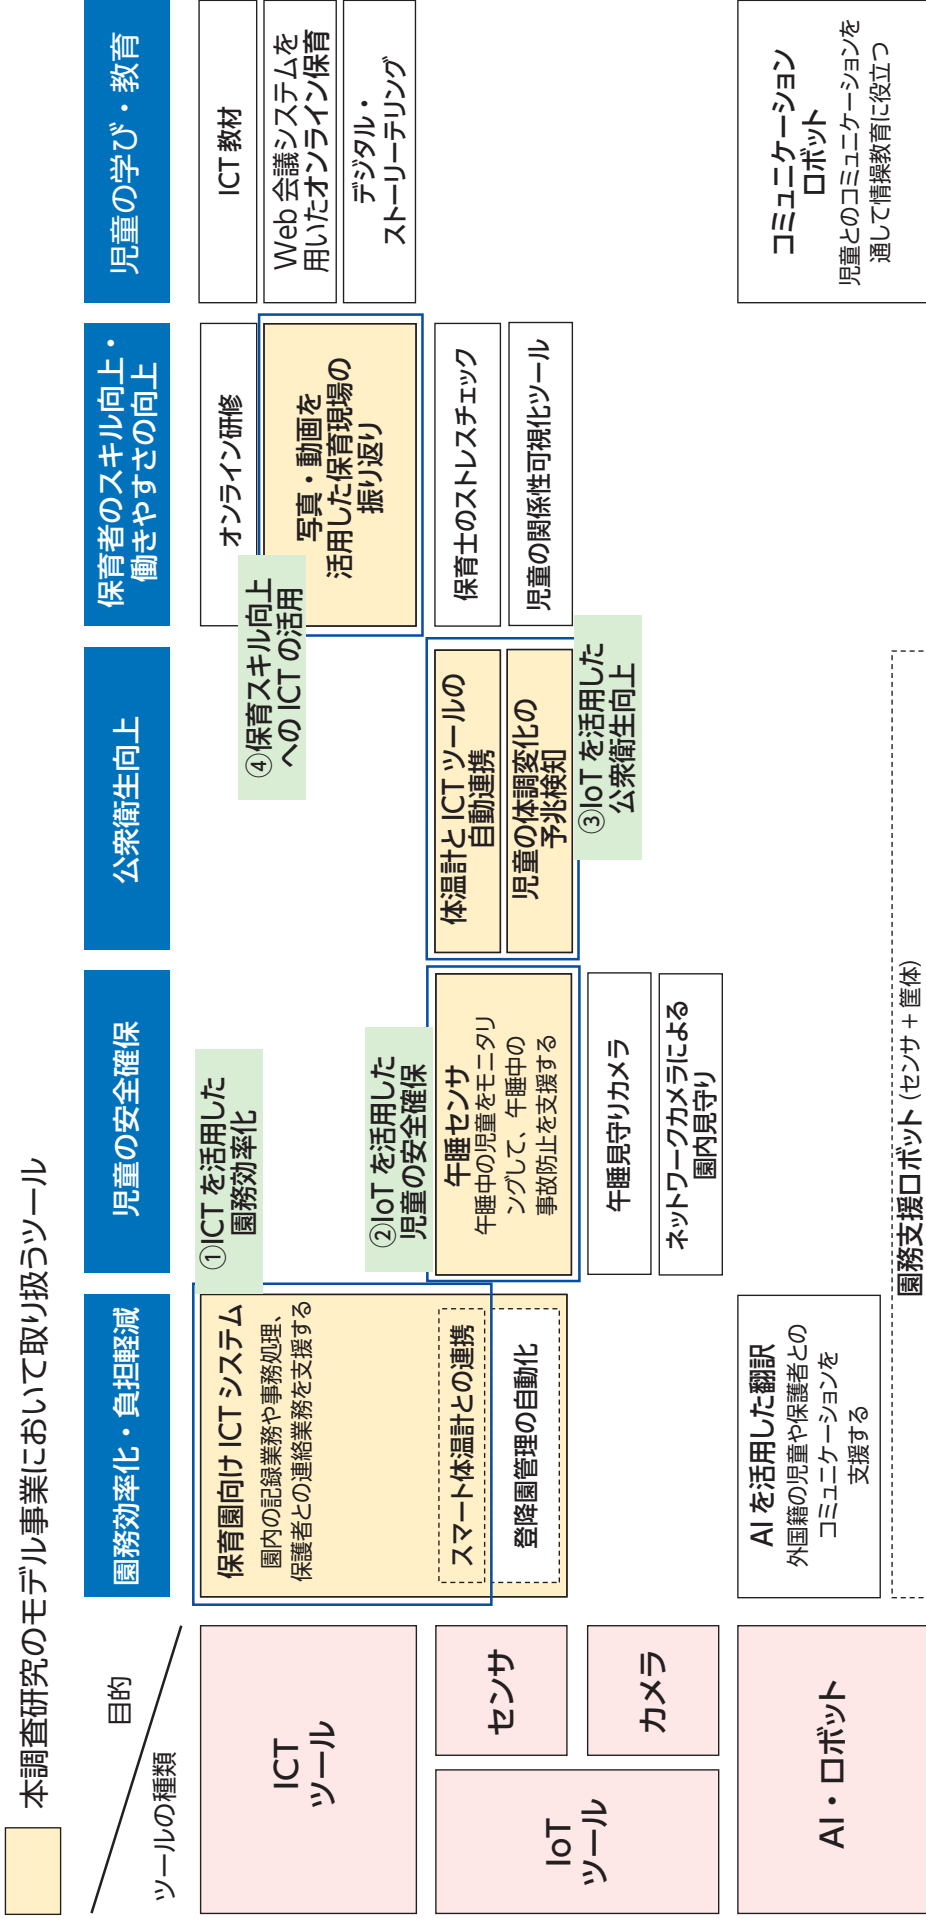 本調査研究のモデル事業において取り扱うツール
目的
ツールの種類
園務効率化・負担軽減
児童の安全確保
公衆衛生向上
保育者のスキル向上・
働きやすさの向上
児童の学び・教育
ICT
ツール
保育園向け ICT システム
園内の記録業務や事務処理、
保護者との連絡業務を支援する
①ICT を活用した
園務効率化
④保育スキル向上
への ICT の活用
オンライン研修
写真・動画を
活用した保育現場の
振り返り
ICT 教材
Web 会議システムを
用いたオンライン保育
デジタル・
ストーリーテリング
IoT
ツール
センサ
スマート体温計との連携
登降園管理の自動化
②IoT を活用した
児童の安全確保
午睡センサ
午睡中の児童をモニタリ
ングして、午睡中の
事故防止を支援する
体温計と ICT ツールの
自動連携
児童の体調変化の
予兆検知
③IoT を活用した
公衆衛生向上
保育士のストレスチェック
児童の関係性可視化ツール
カメラ
午睡見守りカメラ
ネットワークカメラによる
園内見守り
AI・ロボット
AI を活用した翻訳
外国籍の児童や保護者との
コミュニケーションを
支援する
コミュニケーション
ロボット
児童とのコミュニケーションを
通して情操教育に役立つ
園務支援ロボット (センサ + 筐体)